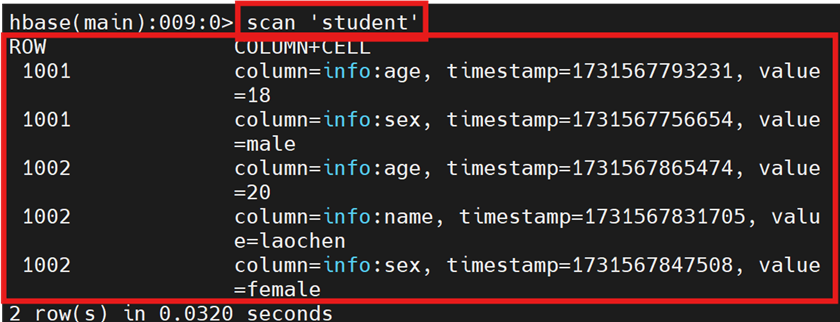 hbase(main):009:0> scan 'student'
ROW COLUMN+CELL
1001 column=info:age, timestamp=1731567793231, value
=18
1001 column=info:sex, timestamp=1731567756654, value
=male
1002 column=info:age, timestamp=1731567865474, value
=20
1002 column=info:name, timestamp=1731567831705, valu
e=laochen
1002 column=info:sex, timestamp=1731567847508, value
=female
2 row(s) in 0.0320 seconds